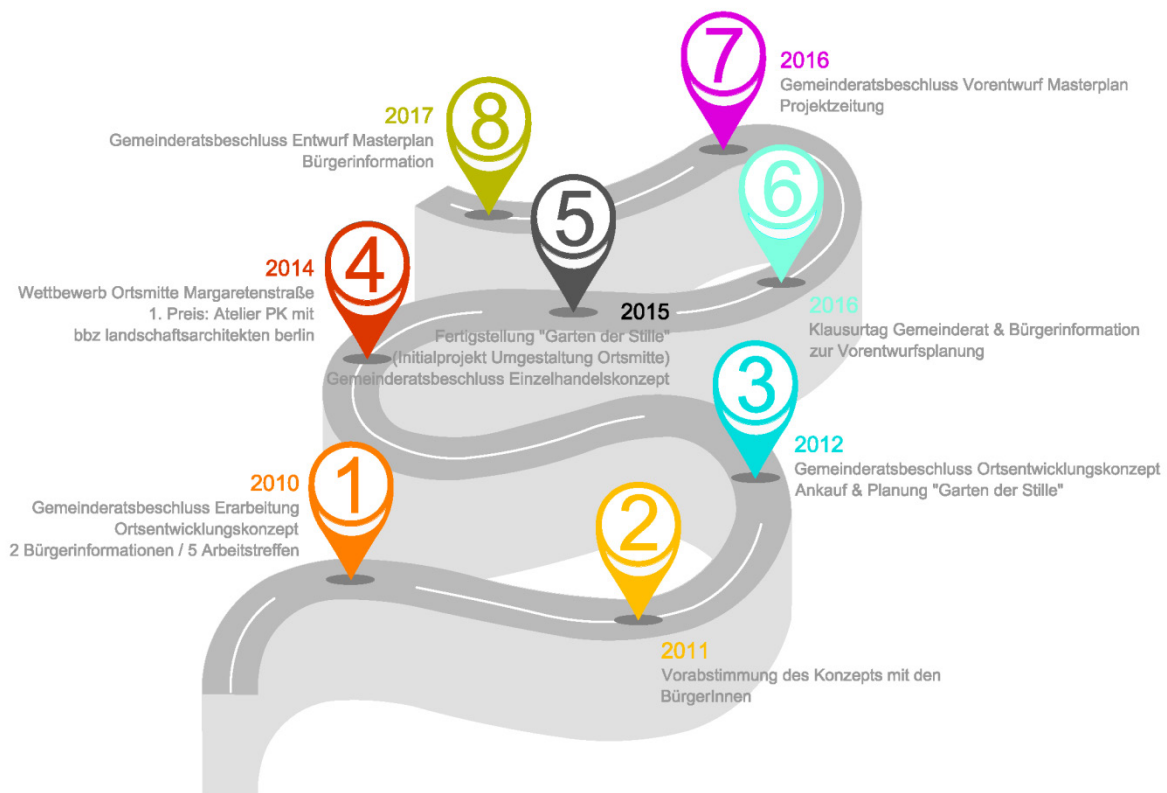 1
2010
Gemeinderatsbeschluss Erarbeitung
Ortsentwicklungskonzept
2 Bürgerinformationen / 5 Arbeitstreffen
2
2011
Vorabstimmung des Konzepts mit den
BürgerInnen
3
2012
Gemeinderatsbeschluss Ortsentwicklungskonzept
Ankauf & Planung "Garten der Stille"
4
2014
Wettbewerb Ortsmitte Margaretenstraße
1. Preis: Atelier PK mit
bbz landschaftsarchitekten berlin
5
2015
Fertigstellung "Garten der Stille"
(Initialprojekt Umgestaltung Ortsmitte)
Gemeinderatsbeschluss Einzelhandelskonzept
6
2016
Klausurtag Gemeinderat & Bürgerinformation
zur Vorentwurfsplanung
7
2016
Gemeinderatsbeschluss Vorentwurf Masterplan
Projektzeitung
8
2017
Gemeinderatsbeschluss Entwurf Masterplan
Bürgerinformation